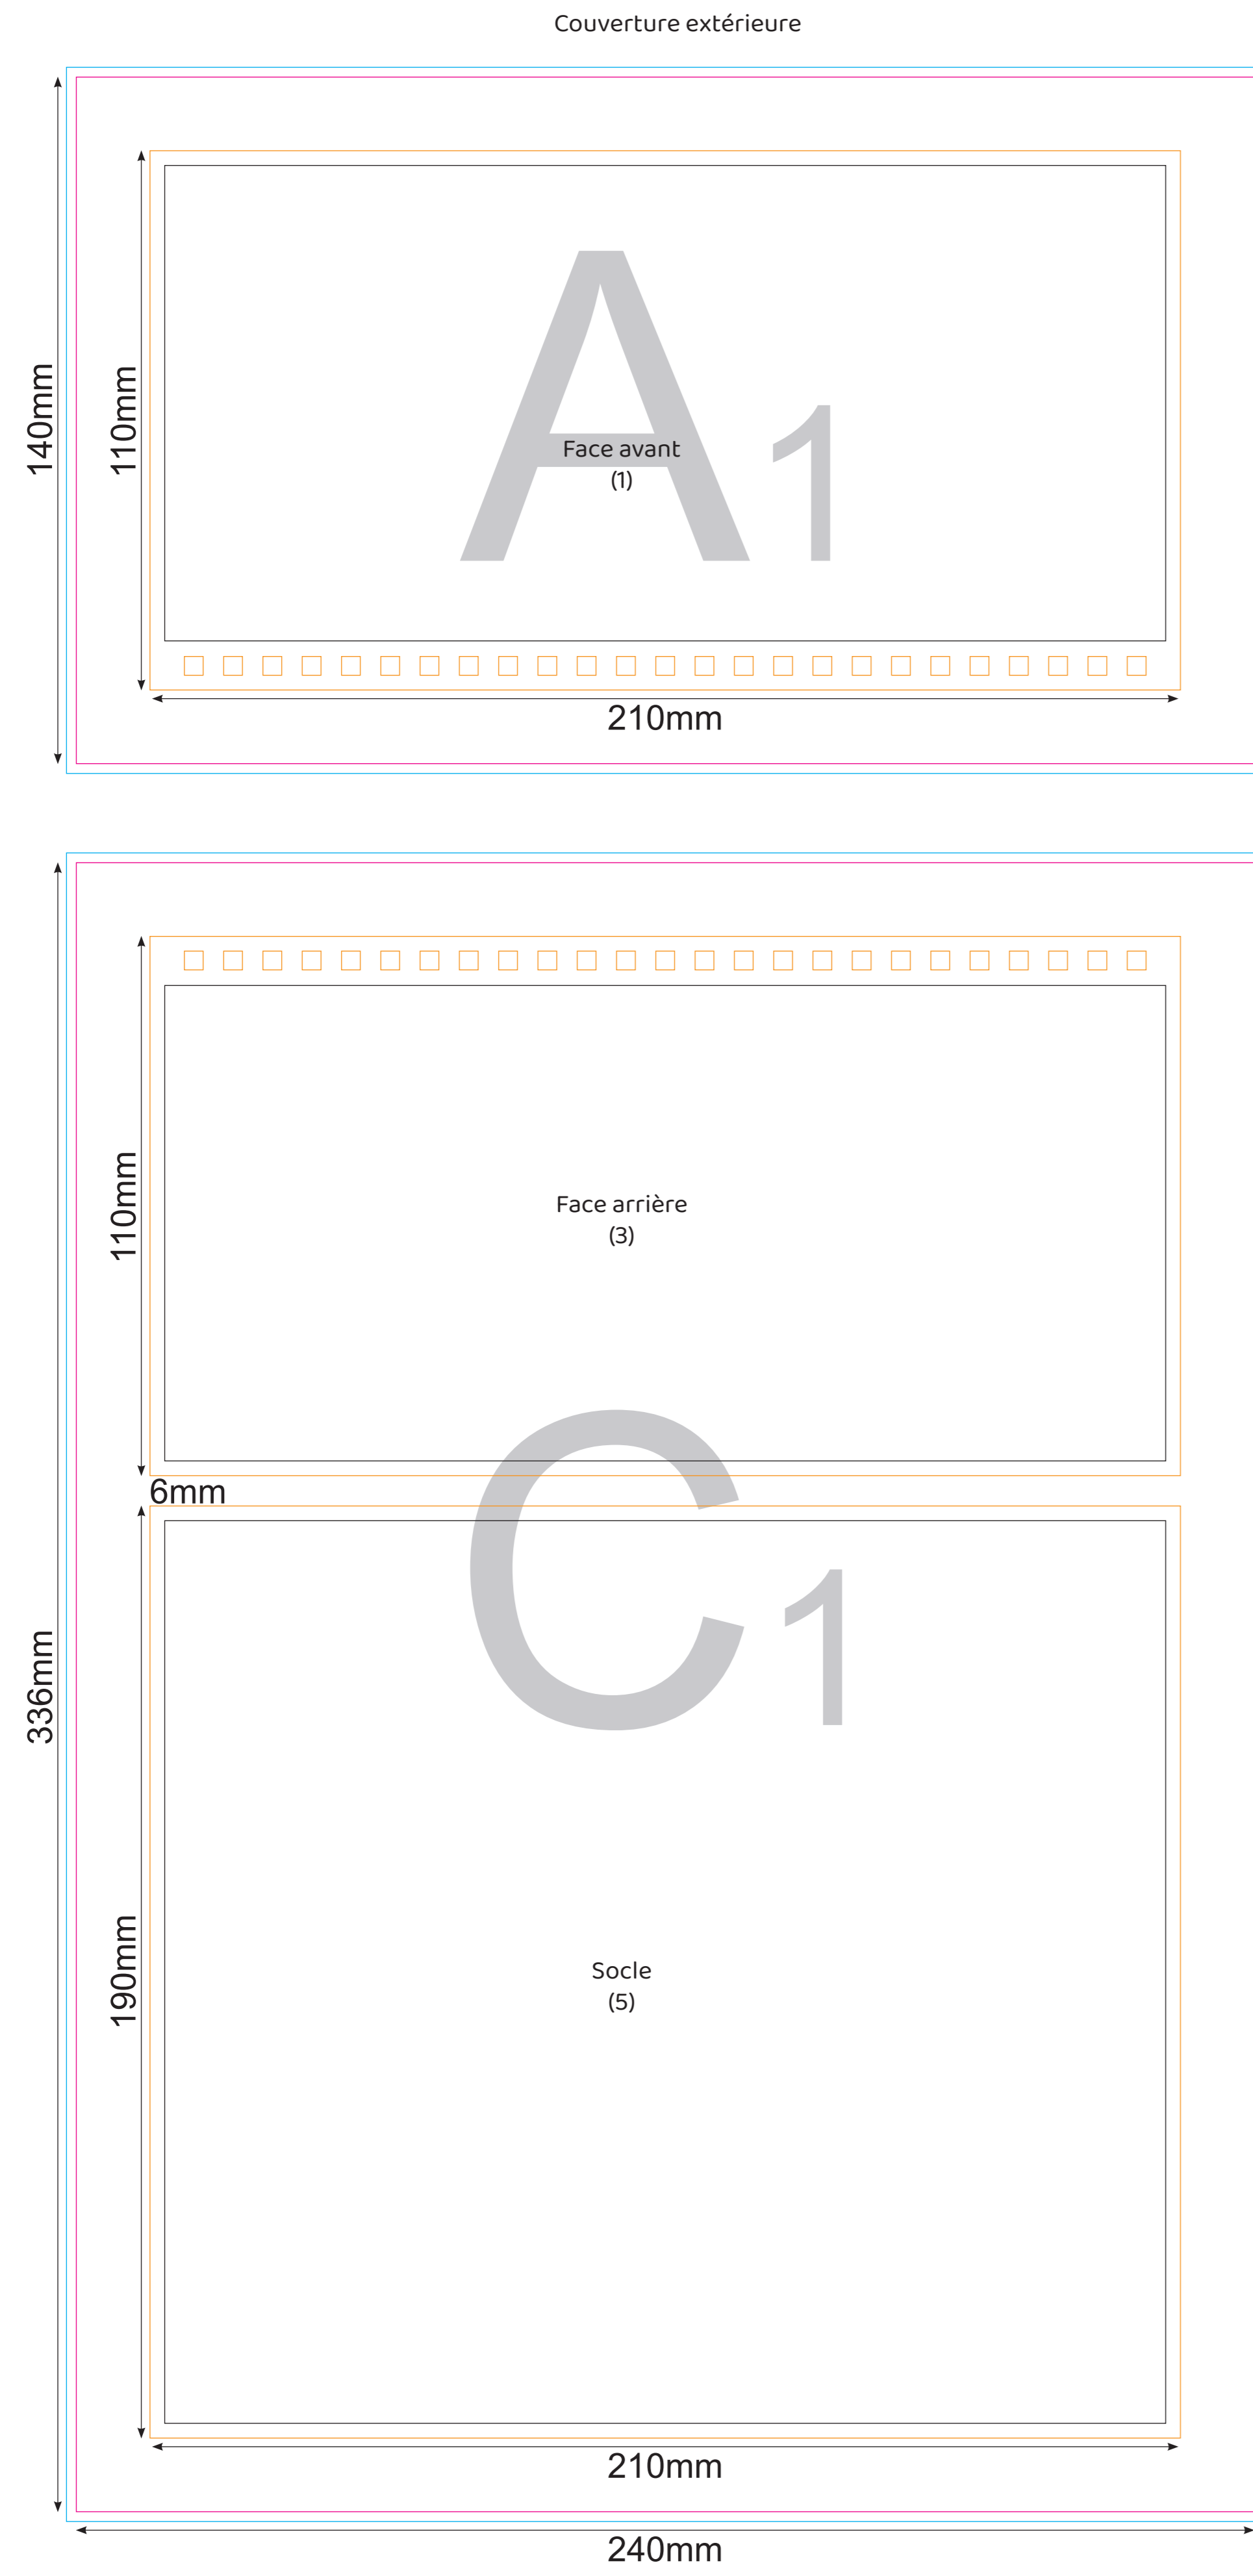 Couverture extérieure
140mm
110mm
A1
Face avant
(1)
210mm
110mm
Face arrière
(3)
6mm
C1
336mm
190mm
Socle
(5)
210mm
240mm